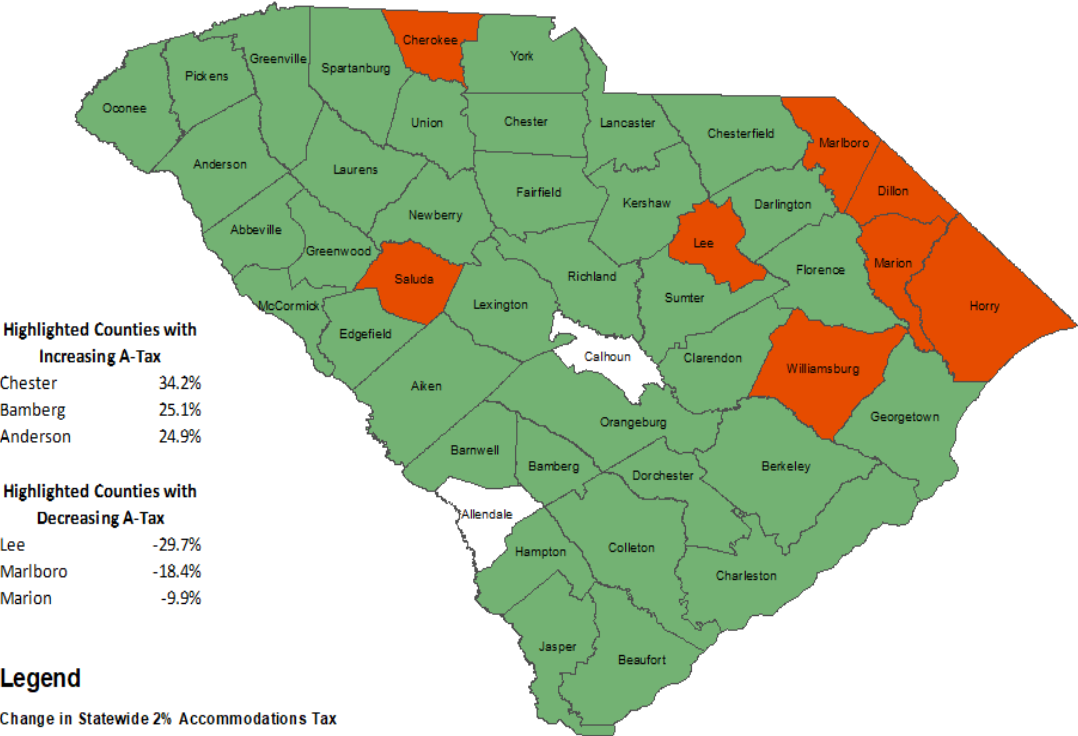 Cherokee
York
Greenville
Spartanburg
Pickens
Oconee
Union
Chester
Lancaster
Chesterfield
Marlboro
Anderson
Laurens
Dillon
Fairfield
Kershaw
Darlington
Newberry
Abbeville
Greenwood
Lee
Saluda
Richland
Florence
Marion
McCormick
Lexington
Sumter
Horry
Edgefield
Calhoun
Clarendon
Williamsburg
Aiken
Georgetown
Orangeburg
Barnwell
Bamberg
Dorchester
Berkeley
Allendale
Hampton
Colleton
Charleston
Jasper
Beaufort
Highlighted Counties with
Increasing A-Tax
Chester 34.2%
Bamberg 25.1%
Anderson 24.9%
Highlighted Counties with
Decreasing A-Tax
Lee -29.7%
Marlboro -18.4%
Marion -9.9%
Legend
Change in Statewide 2% Accommodations Tax